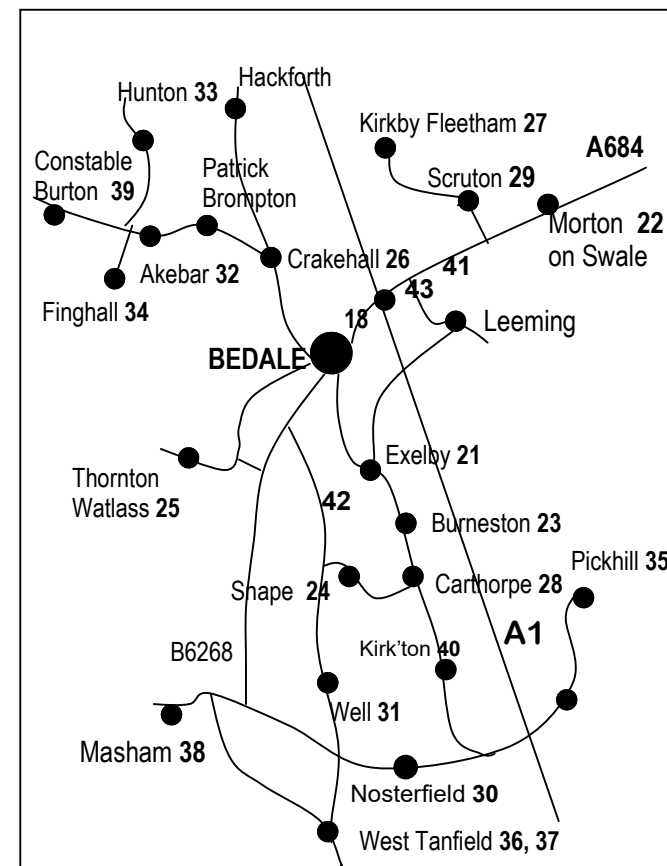 Hackforth
Hunton 33
Kirkby Fleetham 27
A684
Constable
Burton 39
Patrick
Brompton
Scruton 29
Morton 22
on Swale
Crakehall 26
41
Akebar 32
43
Finghall 34
18
Leeming
BEDALE
Exelby 21
Thornton
Watlass 25
42
Burneston 23
Pickhill 35
Snape 24
Carthorpe 28
A1
Kirk'ton 40
B6268
Well 31
Masham 38
Nosterfield 30
West Tanfield 36, 37